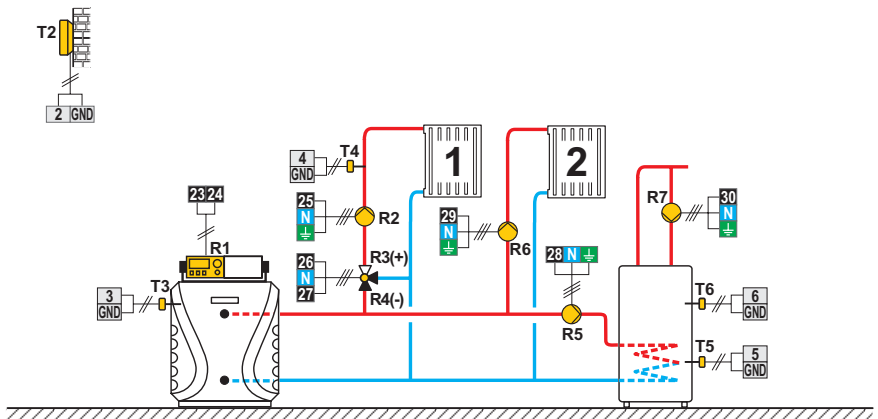 T2
2 GND
4
GND
T4
1
2
23 24
25
N
R2
29
N
R6
R7
30
N
R1
26
N
27
R3(+)
R4(-)
28 N
3
GND
T3
R5
T6
6
GND
T5
5
GND